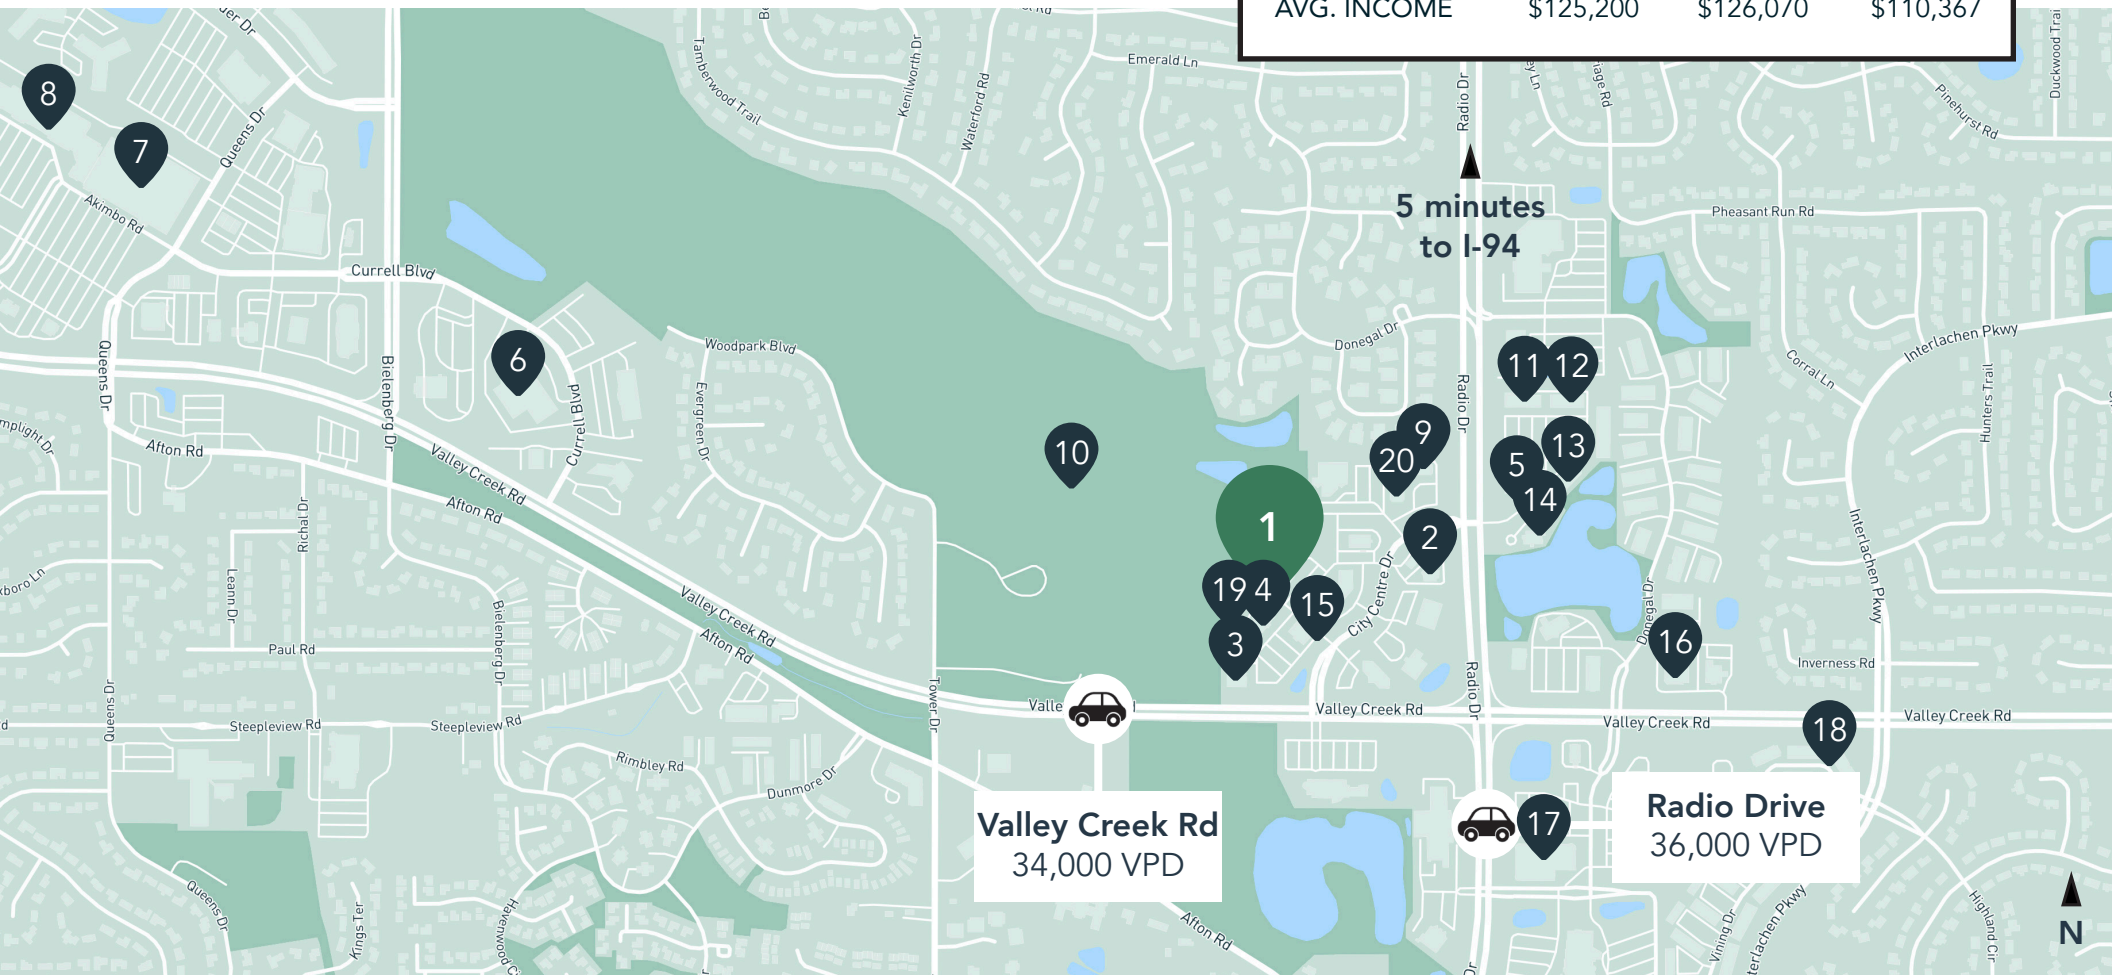 AVG. INCOME $125,200 $126,070 $110,367
Emerald Ln
Tamberwood Trail
Kenilworth Dr
Waterford Rd
Radio Dr
Pinehurst Rd
Duckwood Trai
8
7
Queens Dr
Akimbo Rd
5 minutes
to I-94
Pheasant Run Rd
Currell Blvd
Queens Dr
Bielenberg Dr
6
Currell Blvd
Woodpark Blvd
Evergreen Dr
Donegal Dr
Radio Dr
11
12
Corral Ln
Interlachen Pkwy
Hunters Trail
Afton Rd
Valley Creek Rd
Afton Rd
10
9
20
5
13
14
1
2
Richal Dr
Leann Dr
Paul Rd
Bielenberg Dr
Valley Creek Rd
Afton Rd
19
4
15
3
City Centre Dr
Donegal Dr
16
Interlachen Pkwy
Inverness Rd
Queens Dr
Steepleview Rd
Steepleview Rd
Tower Dr
Valle
Valley Creek Rd
Radio Dr
Valley Creek Rd
18
Valley Creek Rd
Rimbley Rd
Dunmore Dr
Valley Creek Rd
34,000 VPD
17
Radio Drive
36,000 VPD
Queens Dr
Kings Ter
Afton Rd
Vining Dr
terlachen Pkwy
Highland Cir
N